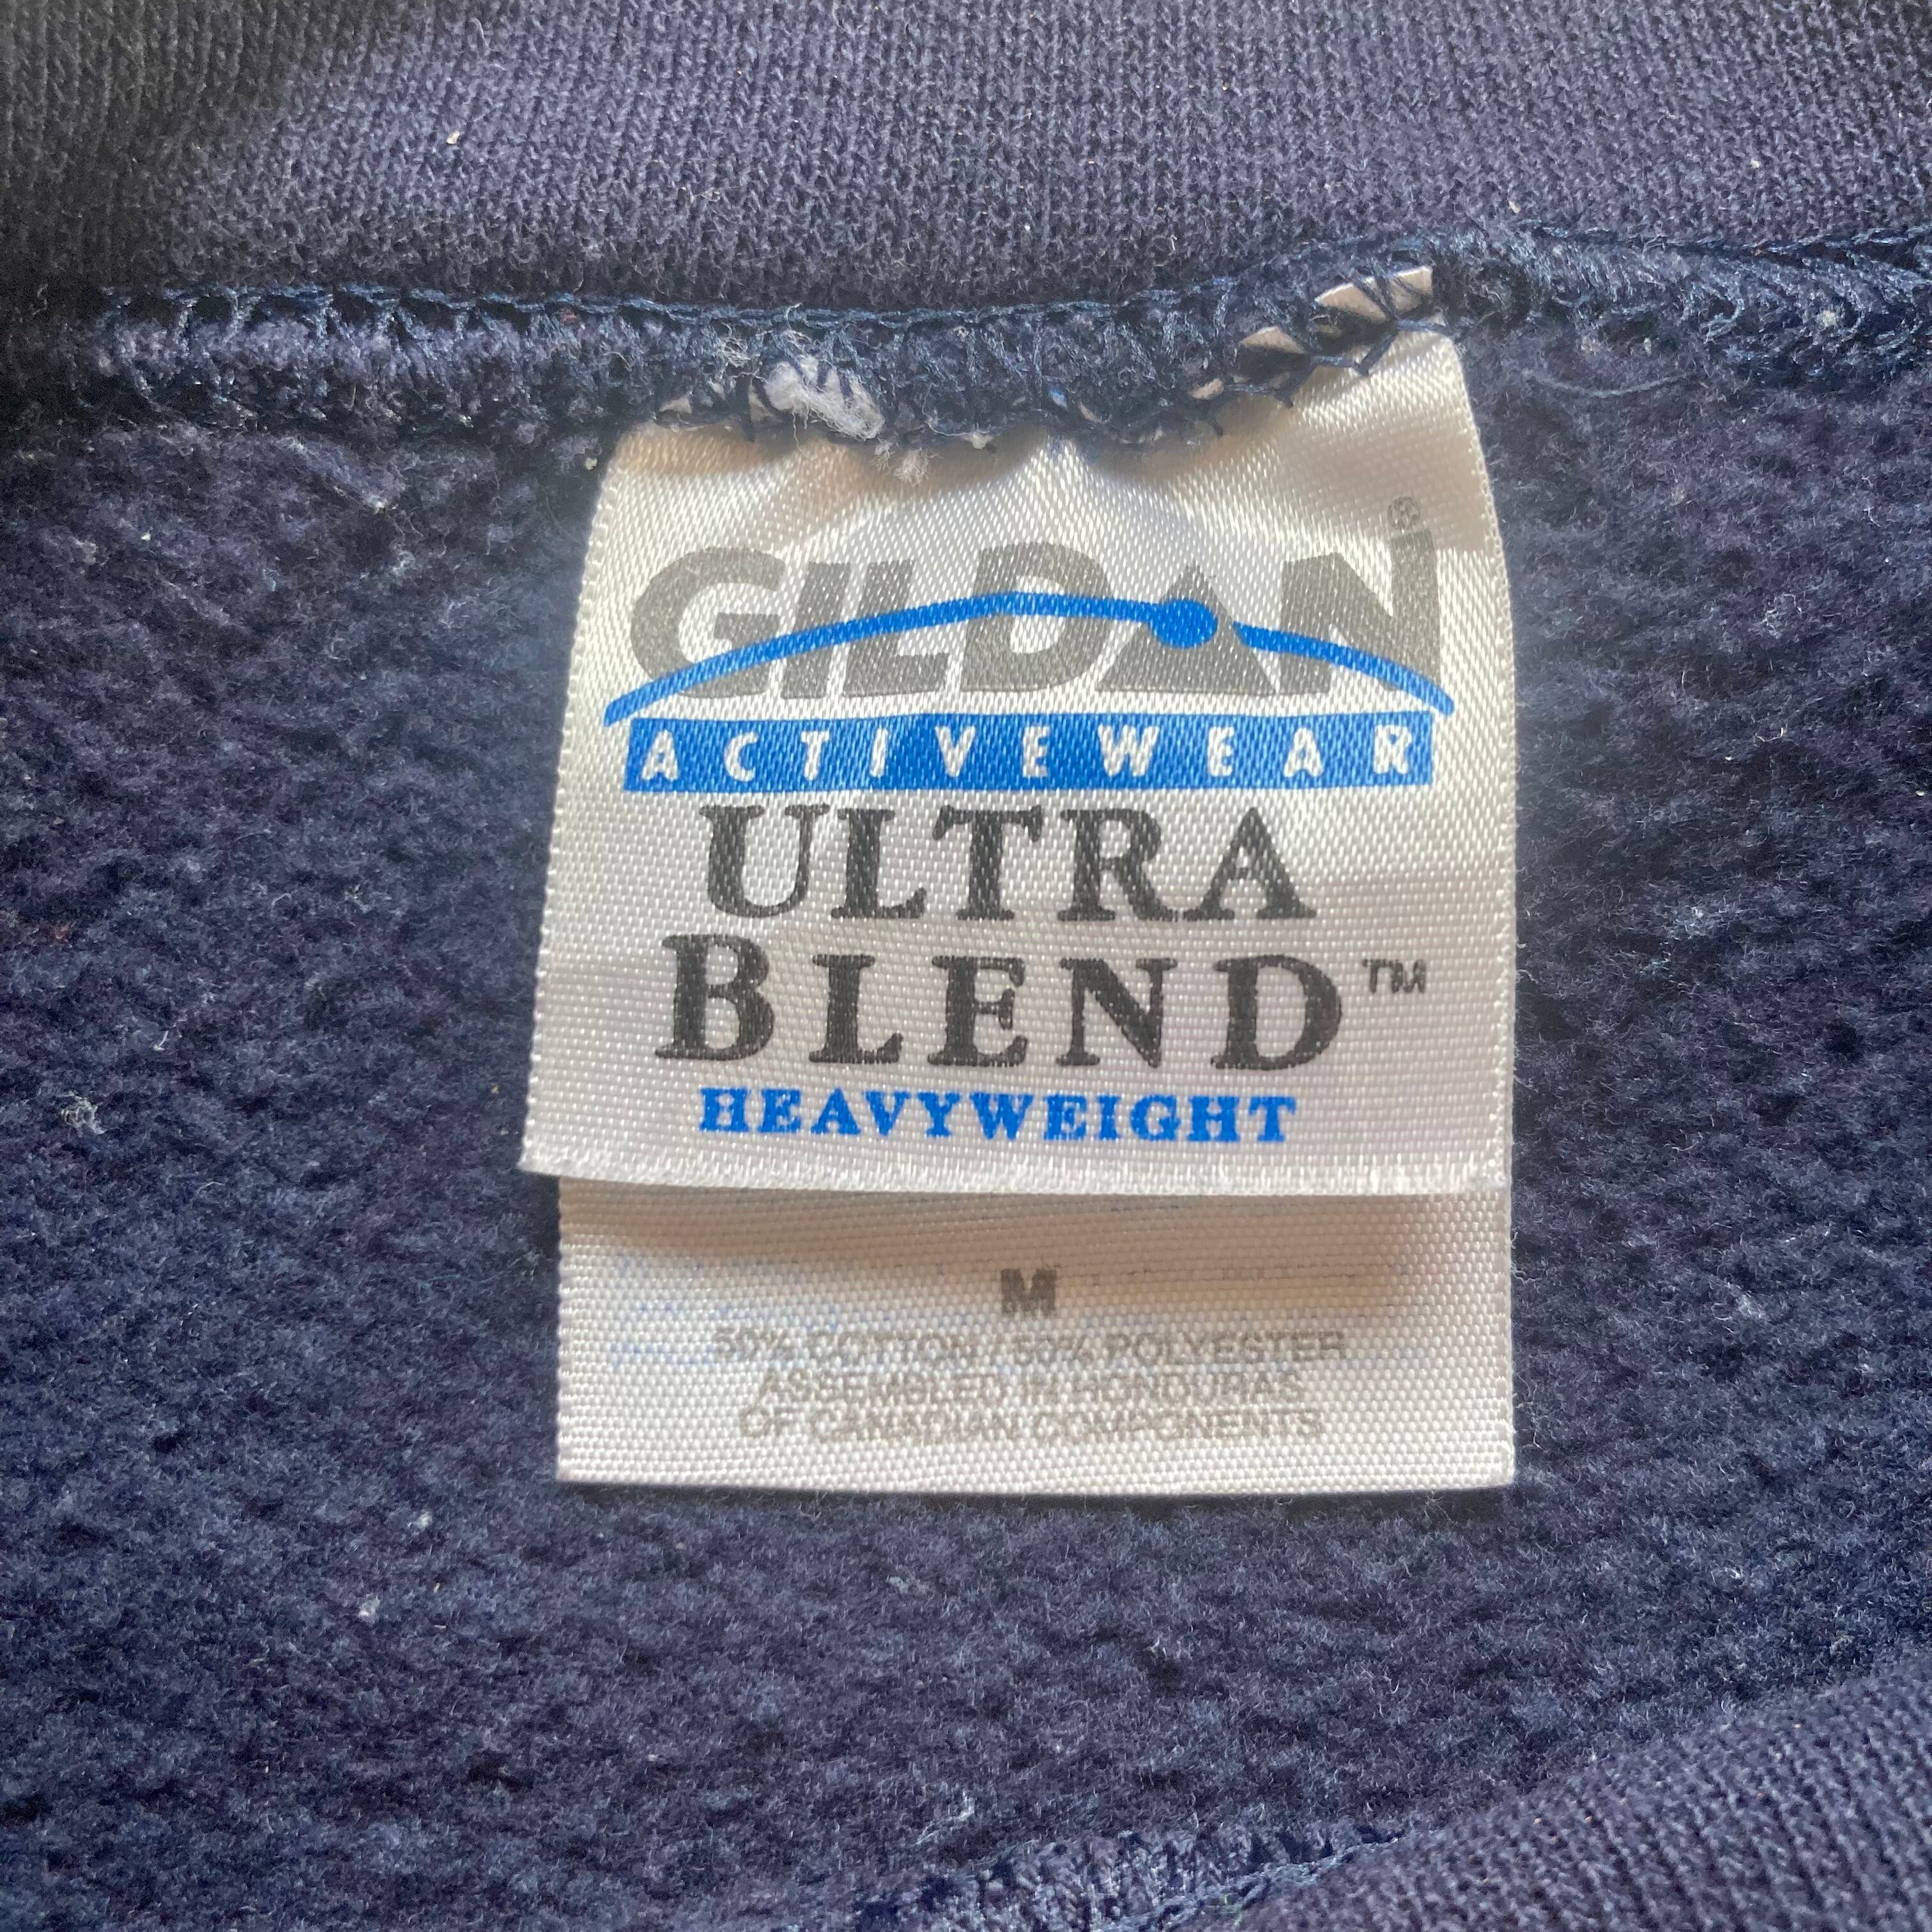 GILDAN®
ACTIVEWEAR
ULTRA
BLEND™
HEAVYWEIGHT
M
50% COTTON / 50% POLYESTER
ASSEMBLED IN HONDURAS
OF CANADIAN COMPONENTS